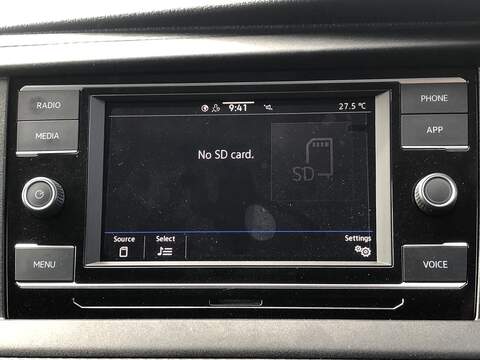 RADIO
MEDIA
MENU
9:41
27.5 °C
No SD card.
SD
Source
Select
Settings
PHONE
APP
VOICE